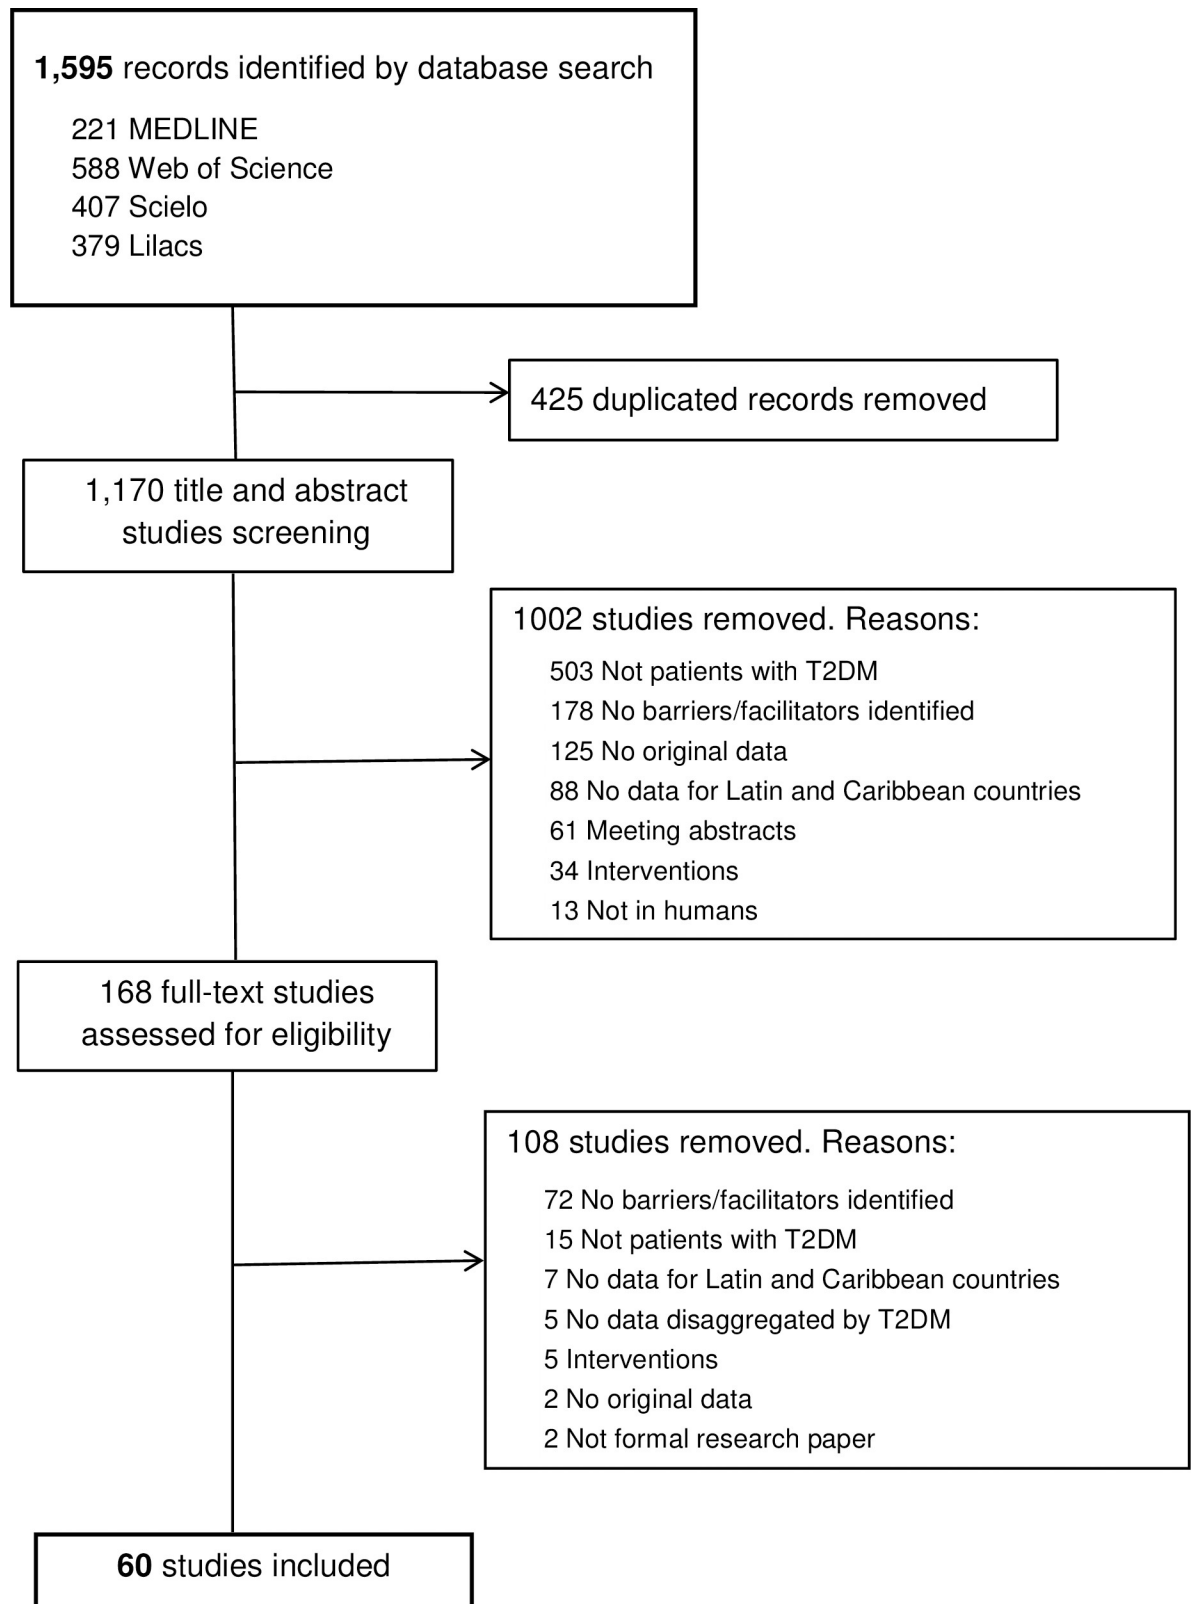 1,595 records identified by database search
221 MEDLINE
588 Web of Science
407 Scielo
379 Lilacs
425 duplicated records removed
1,170 title and abstract
studies screening
1002 studies removed. Reasons:
503 Not patients with T2DM
178 No barriers/facilitators identified
125 No original data
88 No data for Latin and Caribbean countries
61 Meeting abstracts
34 Interventions
13 Not in humans
168 full-text studies
assessed for eligibility
108 studies removed. Reasons:
72 No barriers/facilitators identified
15 Not patients with T2DM
7 No data for Latin and Caribbean countries
5 No data disaggregated by T2DM
5 Interventions
2 No original data
2 Not formal research paper
60 studies included